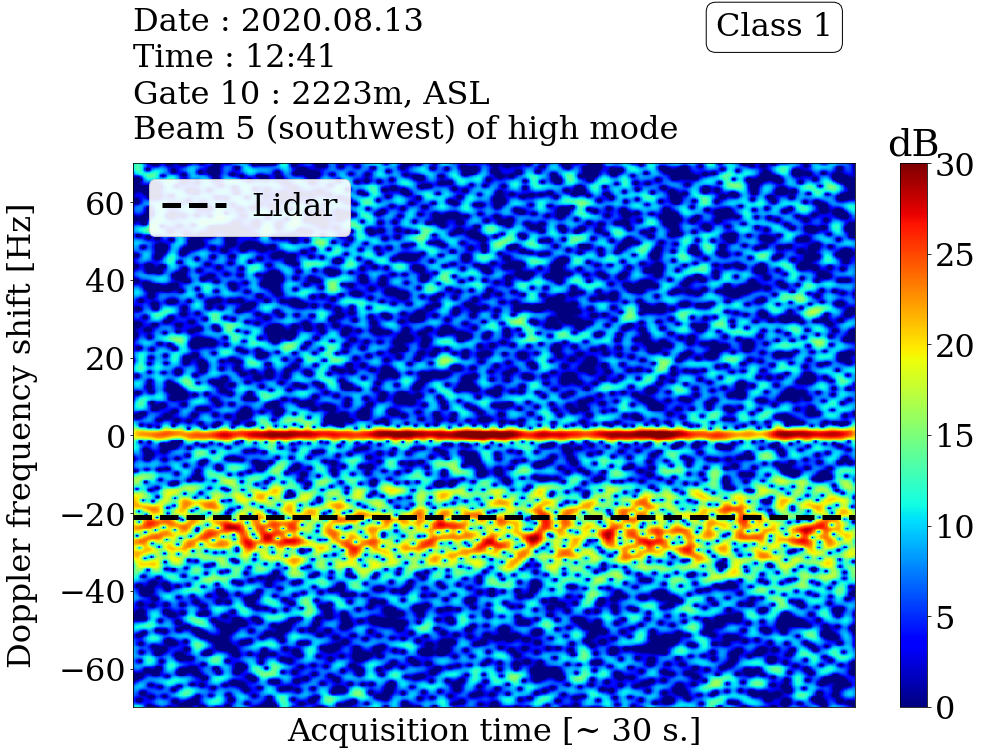 Date : 2020.08.13
Time : 12:41
Gate 10 : 2223m, ASL
Beam 5 (southwest) of high mode
Class 1
dB
Lidar
Doppler frequency shift [Hz]
60
40
20
0
−20
−40
−60
Acquisition time [~ 30 s.]
30
25
20
15
10
5
0